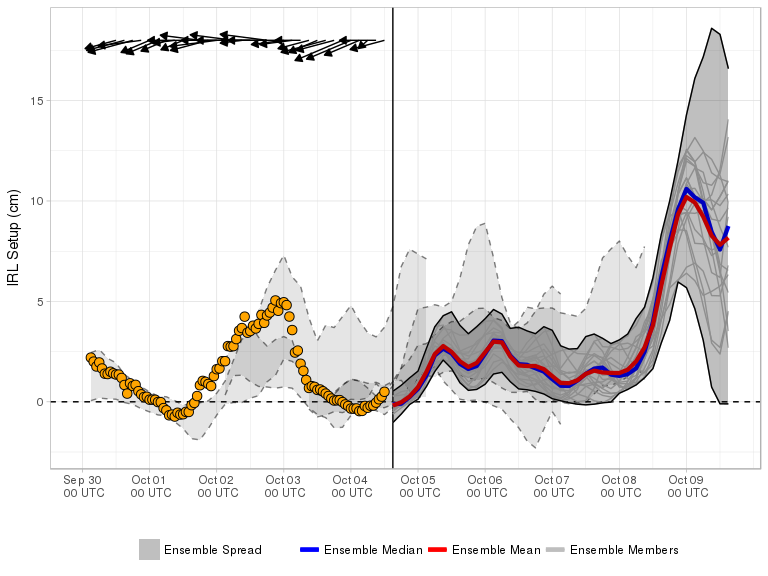 IRL Setup (cm)
15
10
5
0
Sep 30 Oct 01 Oct 02 Oct 03 Oct 04 Oct 05 Oct 06 Oct 07 Oct 08 Oct 09
00 UTC 00 UTC 00 UTC 00 UTC 00 UTC 00 UTC 00 UTC 00 UTC 00 UTC 00 UTC
Ensemble Spread Ensemble Median Ensemble Mean Ensemble Members